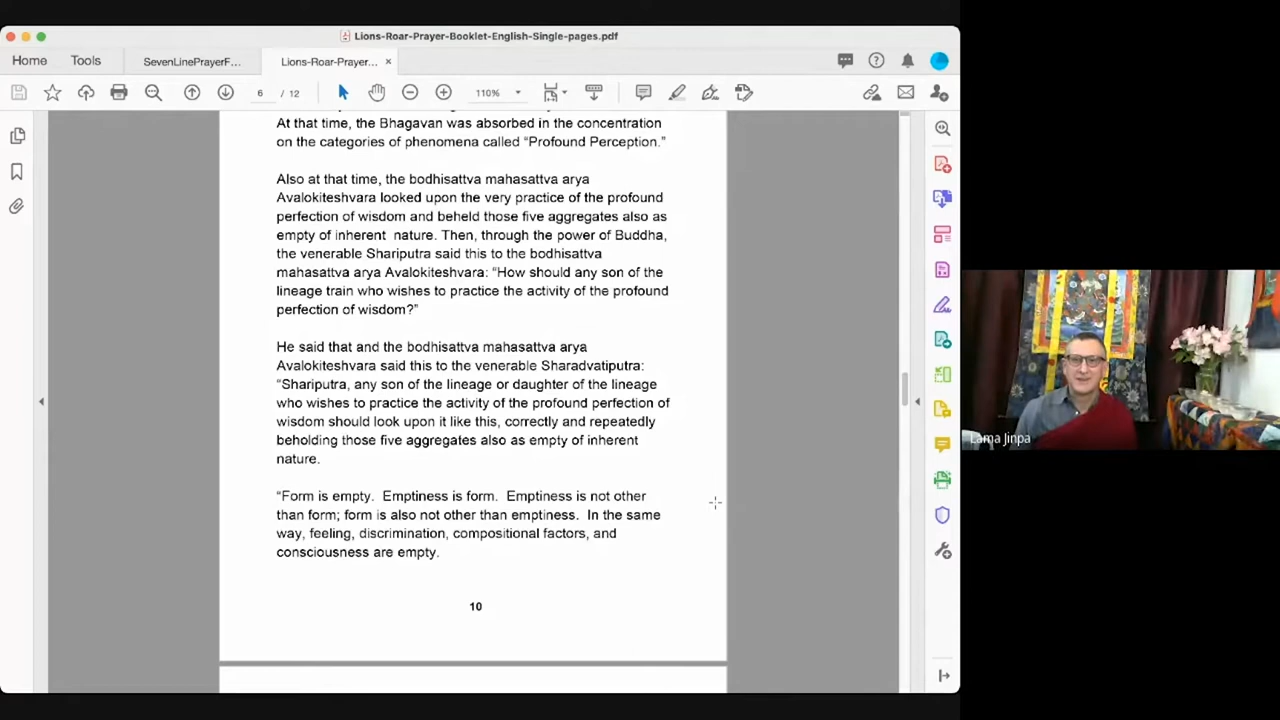 Lions-Roar-Prayer-Booklet-English-Single-pages.pdf
Home
Tools
SevenLinePrayerF...
Lions-Roar-Prayer... ×
6 / 12
110%
At that time, the Bhagavan was absorbed in the concentration
on the categories of phenomena called “Profound Perception.”
Also at that time, the bodhisattva mahasattva arya
Avalokiteshvara looked upon the very practice of the profound
perfection of wisdom and beheld those five aggregates also as
empty of inherent  nature. Then, through the power of Buddha,
the venerable Shariputra said this to the bodhisattva
mahasattva arya Avalokiteshvara: “How should any son of the
lineage train who wishes to practice the activity of the profound
perfection of wisdom?”
He said that and the bodhisattva mahasattva arya
Avalokiteshvara said this to the venerable Sharadvatiputra:
“Shariputra, any son of the lineage or daughter of the lineage
who wishes to practice the activity of the profound perfection of
wisdom should look upon it like this, correctly and repeatedly
beholding those five aggregates also as empty of inherent
nature.
“Form is empty.  Emptiness is form.  Emptiness is not other
than form; form is also not other than emptiness.  In the same
way, feeling, discrimination, compositional factors, and
consciousness are empty.
10
Lama Jinpa